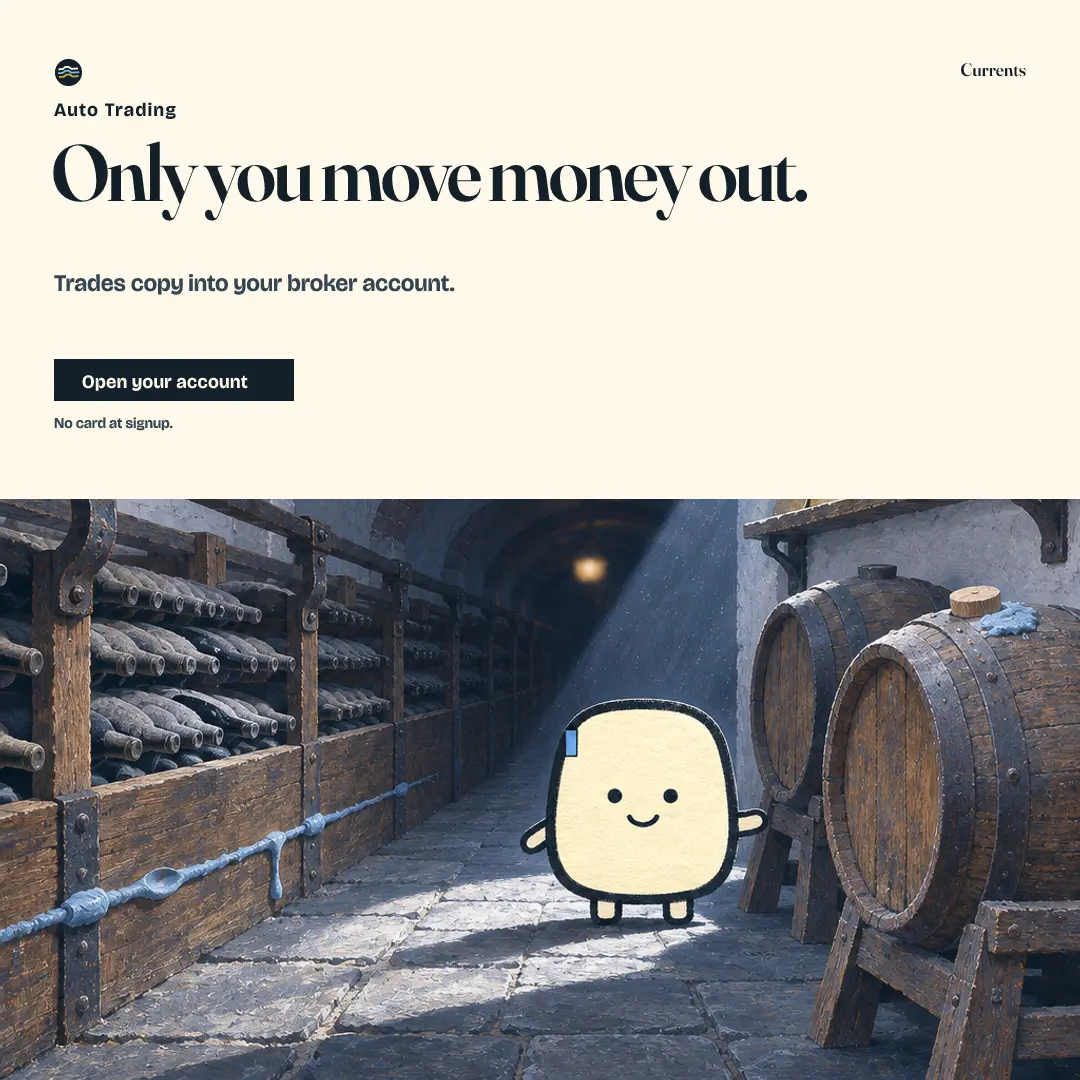 Currents
Auto Trading
Only you move money out.
Trades copy into your broker account.
Open your account
No card at signup.